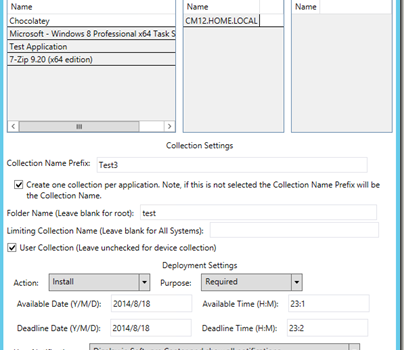 Name Name Name
Chocolatey CM12.HOME.LOCAL
Microsoft - Windows 8 Professional x64 Task S
Test Application
7-Zip 9.20 (x64 edition)
Collection Settings
Collection Name Prefix: Test3
Create one collection per application. Note, if this is not selected the Collection Name Prefix will be
the Collection Name.
Folder Name (Leave blank for root): test
Limiting Collection Name (Leave blank for All Systems):
User Collection (Leave unchecked for device collection)
Deployment Settings
Action: Install Purpose: Required
Available Date (Y/M/D): 2014/8/18 Available Time (H:M): 23:1
Deadline Date (Y/M/D): 2014/8/18 Deadline Time (H:M): 23:2